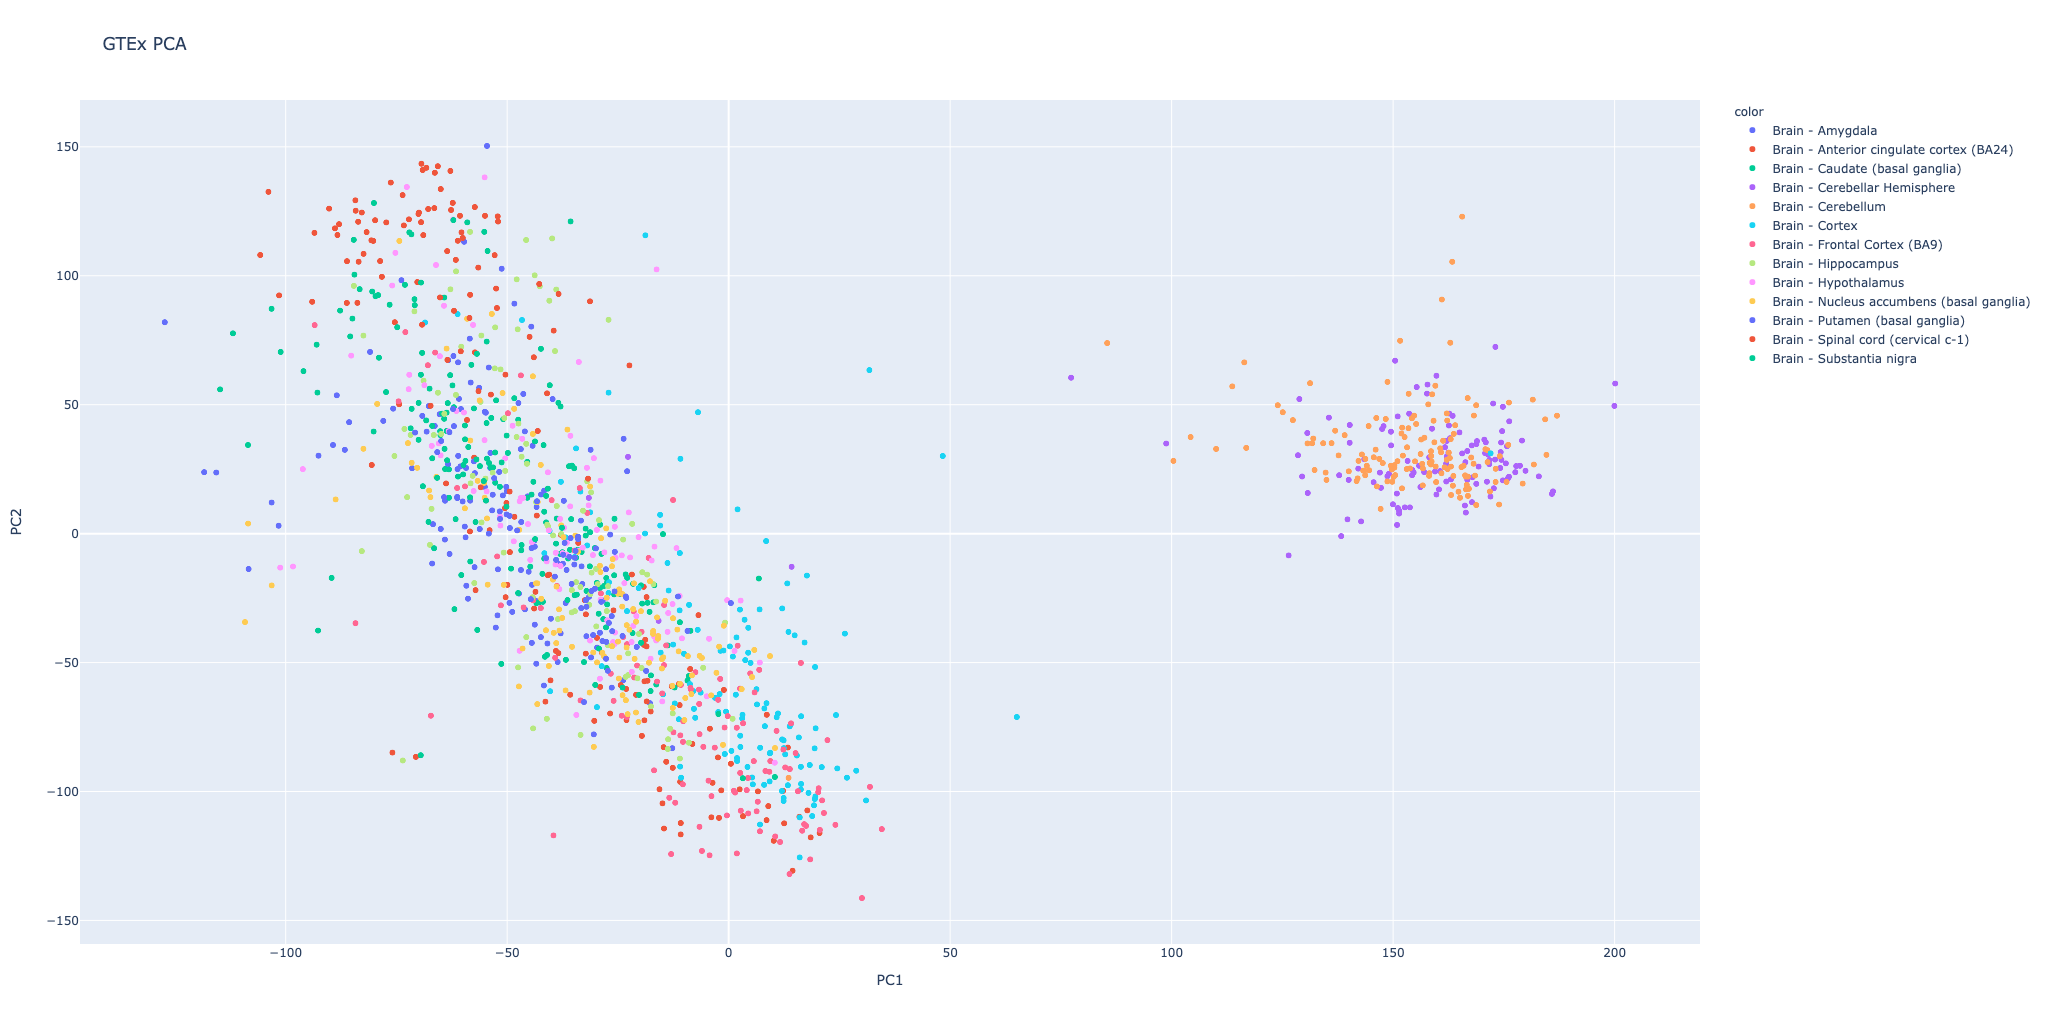 GTEx PCA
color
Brain - Amygdala
Brain - Anterior cingulate cortex (BA24)
Brain - Caudate (basal ganglia)
Brain - Cerebellar Hemisphere
Brain - Cerebellum
Brain - Cortex
Brain - Frontal Cortex (BA9)
Brain - Hippocampus
Brain - Hypothalamus
Brain - Nucleus accumbens (basal ganglia)
Brain - Putamen (basal ganglia)
Brain - Spinal cord (cervical c-1)
Brain - Substantia nigra
PC2
150
100
50
0
−50
−100
−150
−100 −50 0 50 100 150 200
PC1